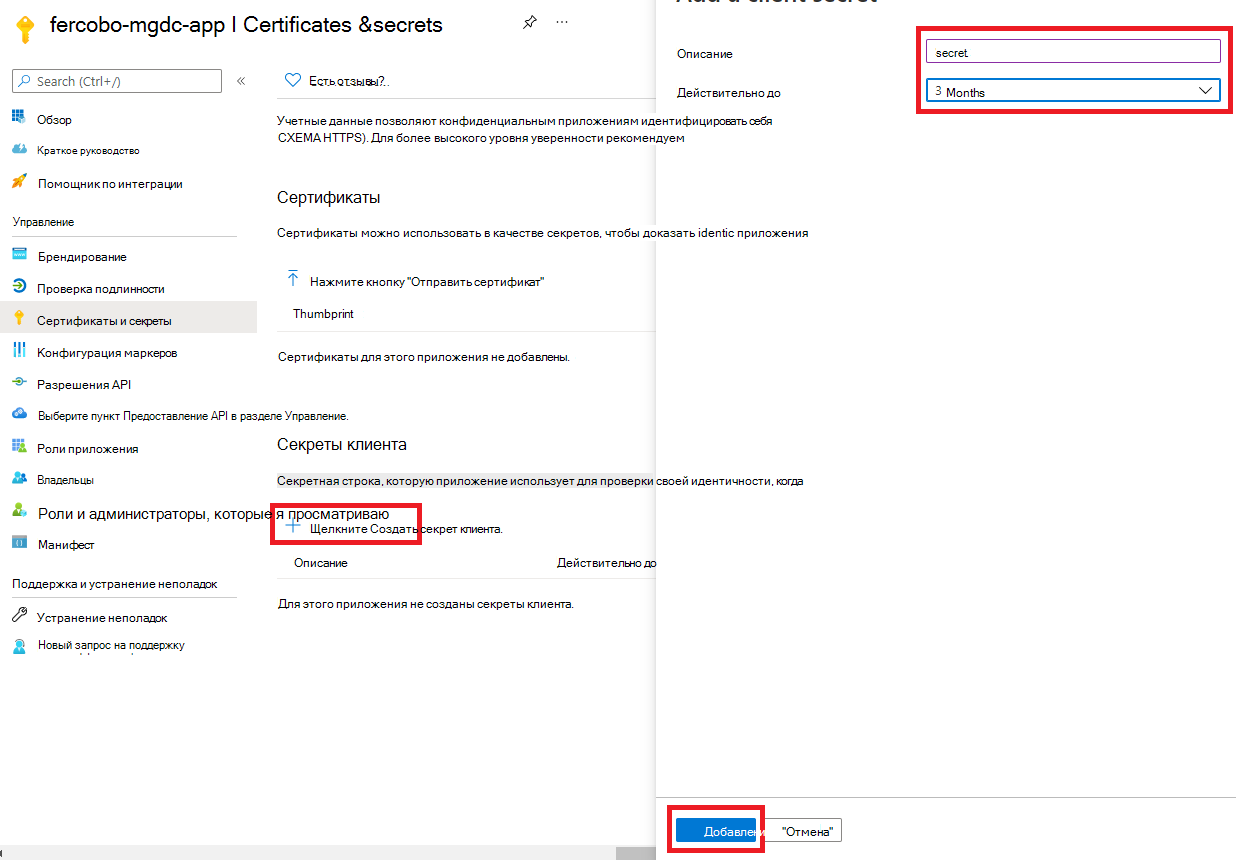 fercobo-mgdc-app | Certificates &secrets
Search (Ctrl+/)
Обзор
Краткое руководство
Помощник по интеграции
Управление
Брендирование
Проверка подлинности
Сертификаты и секреты
Конфигурация маркеров
Разрешения API
Выберите пункт Предоставление API в разделе Управление.
Роли приложения
Владельцы
Роли и администраторы, которые я просматриваю
Манифест
Поддержка и устранение неполадок
Устранение неполадок
Новый запрос на поддержку
Есть отзывы?
Учетные данные позволяют конфиденциальным приложениям идентифицировать себя
СХЕМА HTTPS). Для более высокого уровня уверенности рекомендуем
Сертификаты
Сертификаты можно использовать в качестве секретов, чтобы доказать identic приложения
Нажмите кнопку "Отправить сертификат"
Thumbprint
Сертификаты для этого приложения не добавлены.
Секреты клиента
Секретная строка, которую приложение использует для проверки своей идентичности, когда
Щелкните Создать секрет клиента.
Описание Действительно до
Для этого приложения не созданы секреты клиента.
Add a client secret
Описание
secret
Действительно до
3 Months
Добавлени "Отмена"